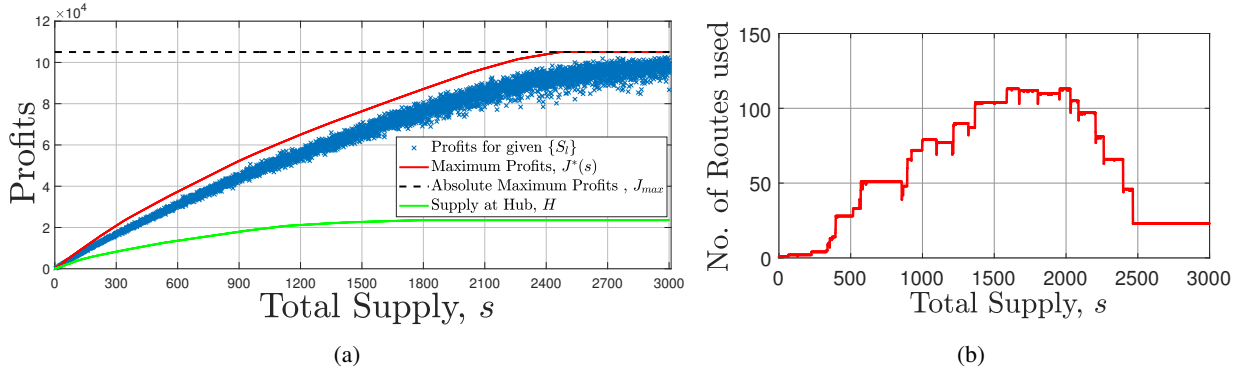 ×10⁴
12
10
8
6
4
2
0
Profits
Profits for given {S_l}
Maximum Profits, J*(s)
Absolute Maximum Profits , J_max
Supply at Hub, H
0 300 600 900 1200 1500 1800 2100 2400 2700 3000
Total Supply, s
(a)
150
100
50
0
No. of Routes used
0 500 1000 1500 2000 2500 3000
Total Supply, s
(b)